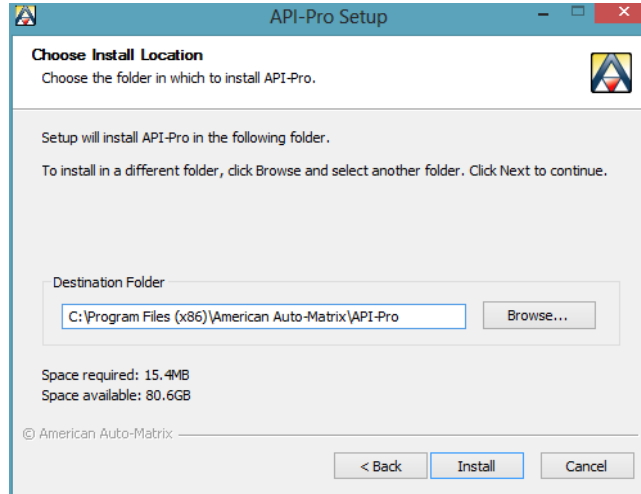 API-Pro Setup
Choose Install Location
Choose the folder in which to install API-Pro.
Setup will install API-Pro in the following folder.
To install in a different folder, click Browse and select another folder. Click Next to continue.
Destination Folder
C:\Program Files (x86)\American Auto-Matrix\API-Pro
Browse...
Space required: 15.4MB
Space available: 80.6GB
© American Auto-Matrix
< Back
Install
Cancel